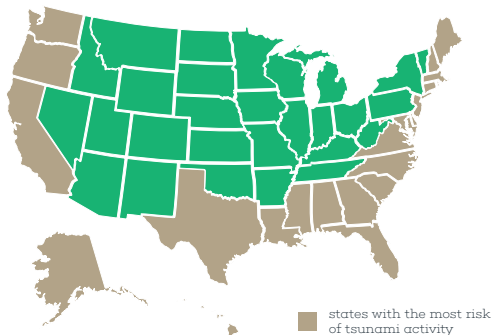 states with the most risk
of tsunami activity